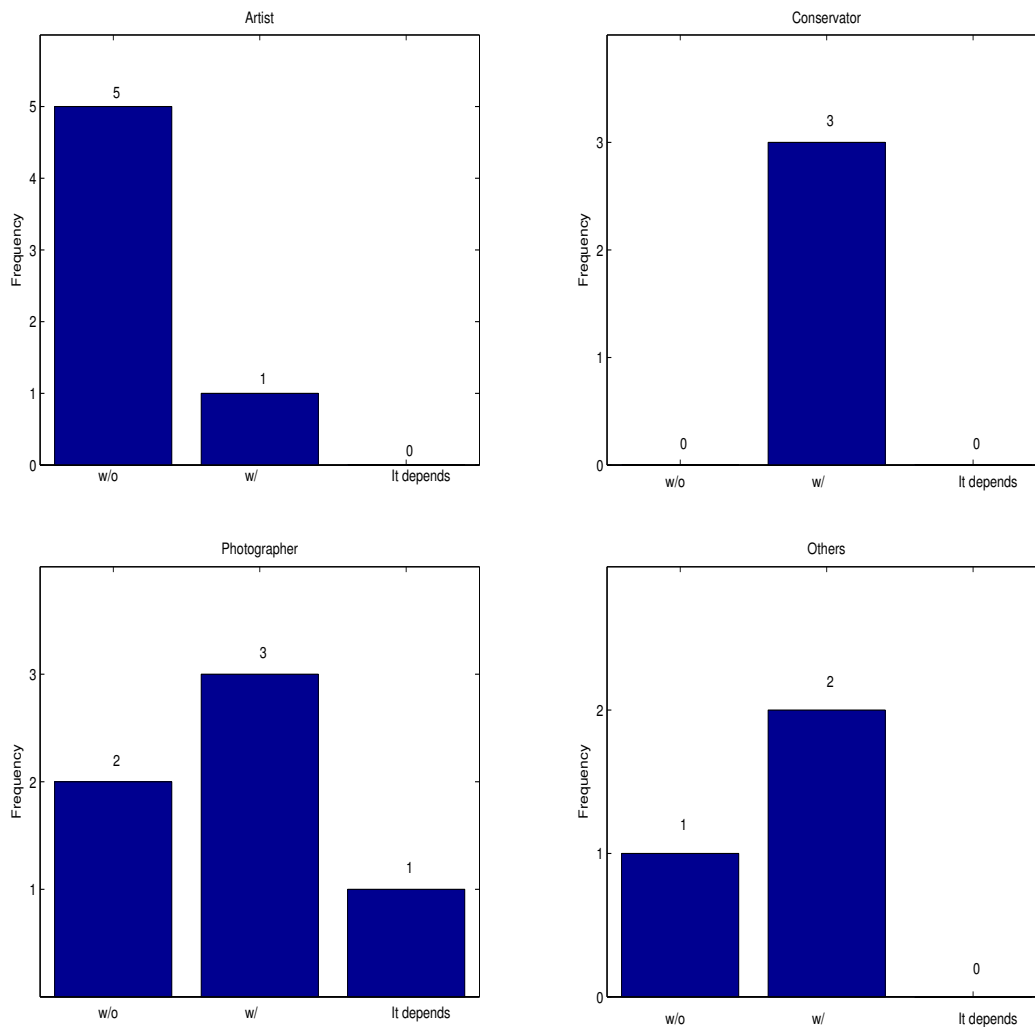 Artist
Frequency
5
4
3
2
1
0
5
1
0
w/o
w/
It depends
Conservator
Frequency
3
2
1
0
0
3
0
w/o
w/
It depends
Photographer
Frequency
3
2
1
2
3
1
w/o
w/
It depends
Others
Frequency
2
1
0
1
2
0
w/o
w/
It depends